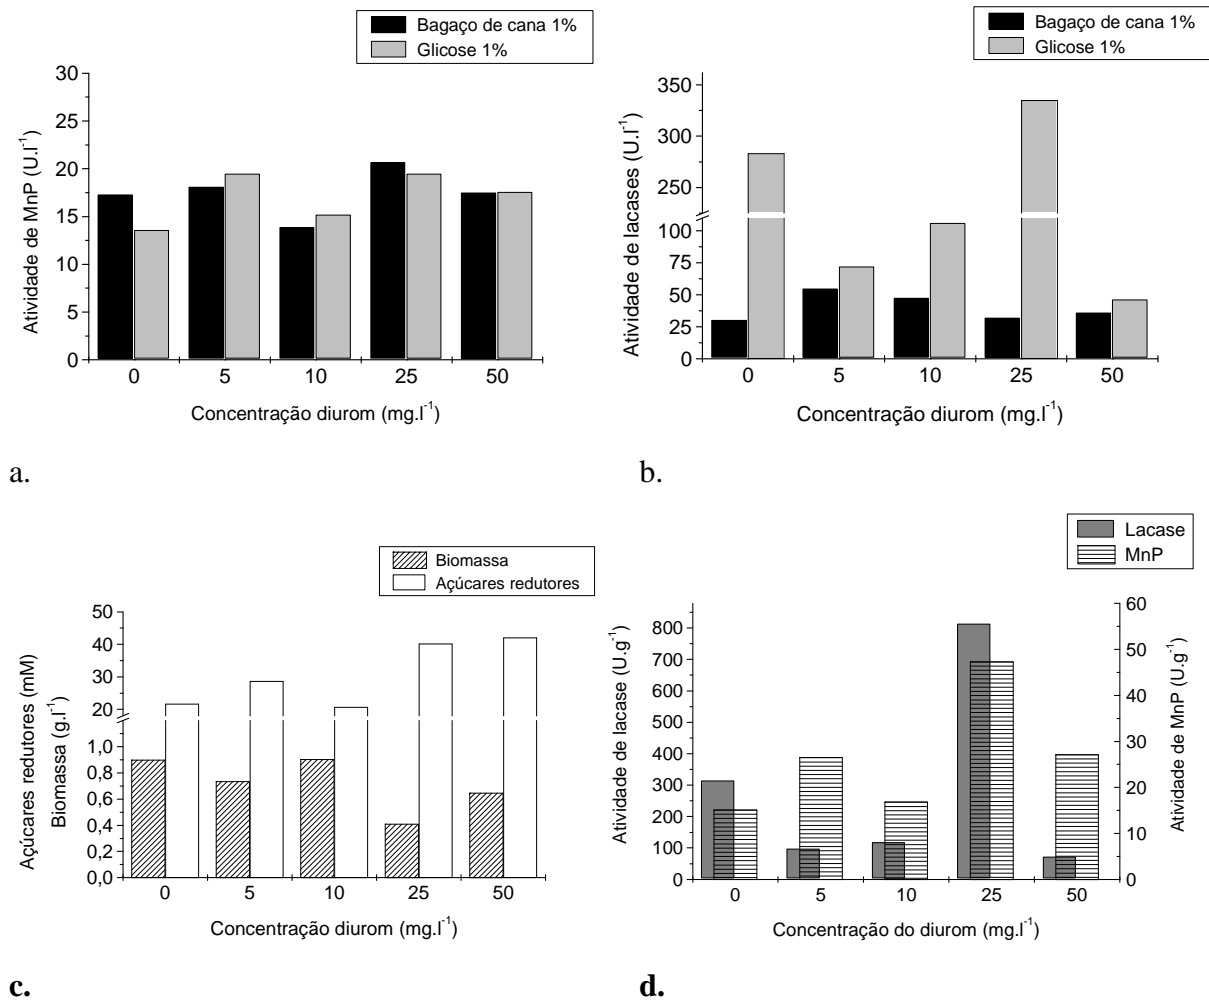 Bagaço de cana 1%
Glicose 1%
30
25
20
15
10
5
0
Atividade de MnP (U.l⁻¹)
0 5 10 25 50
Concentração diurom (mg.l⁻¹)
a.
Bagaço de cana 1%
Glicose 1%
350
300
250
100
75
50
25
0
Atividade de lacases (U.l⁻¹)
0 5 10 25 50
Concentração diurom (mg.l⁻¹)
b.
Biomassa
Açúcares redutores
50
40
30
20
1,0
0,8
0,6
0,4
0,2
0,0
Açúcares redutores (mM)
Biomassa (g.l⁻¹)
0 5 10 25 50
Concentração diurom (mg.l⁻¹)
c.
Lacase
MnP
800
700
600
500
400
300
200
100
0
Atividade de lacase (U.g⁻¹)
60
50
40
30
20
10
0
Atividade de MnP (U.g⁻¹)
0 5 10 25 50
Concentração do diurom (mg.l⁻¹)
d.